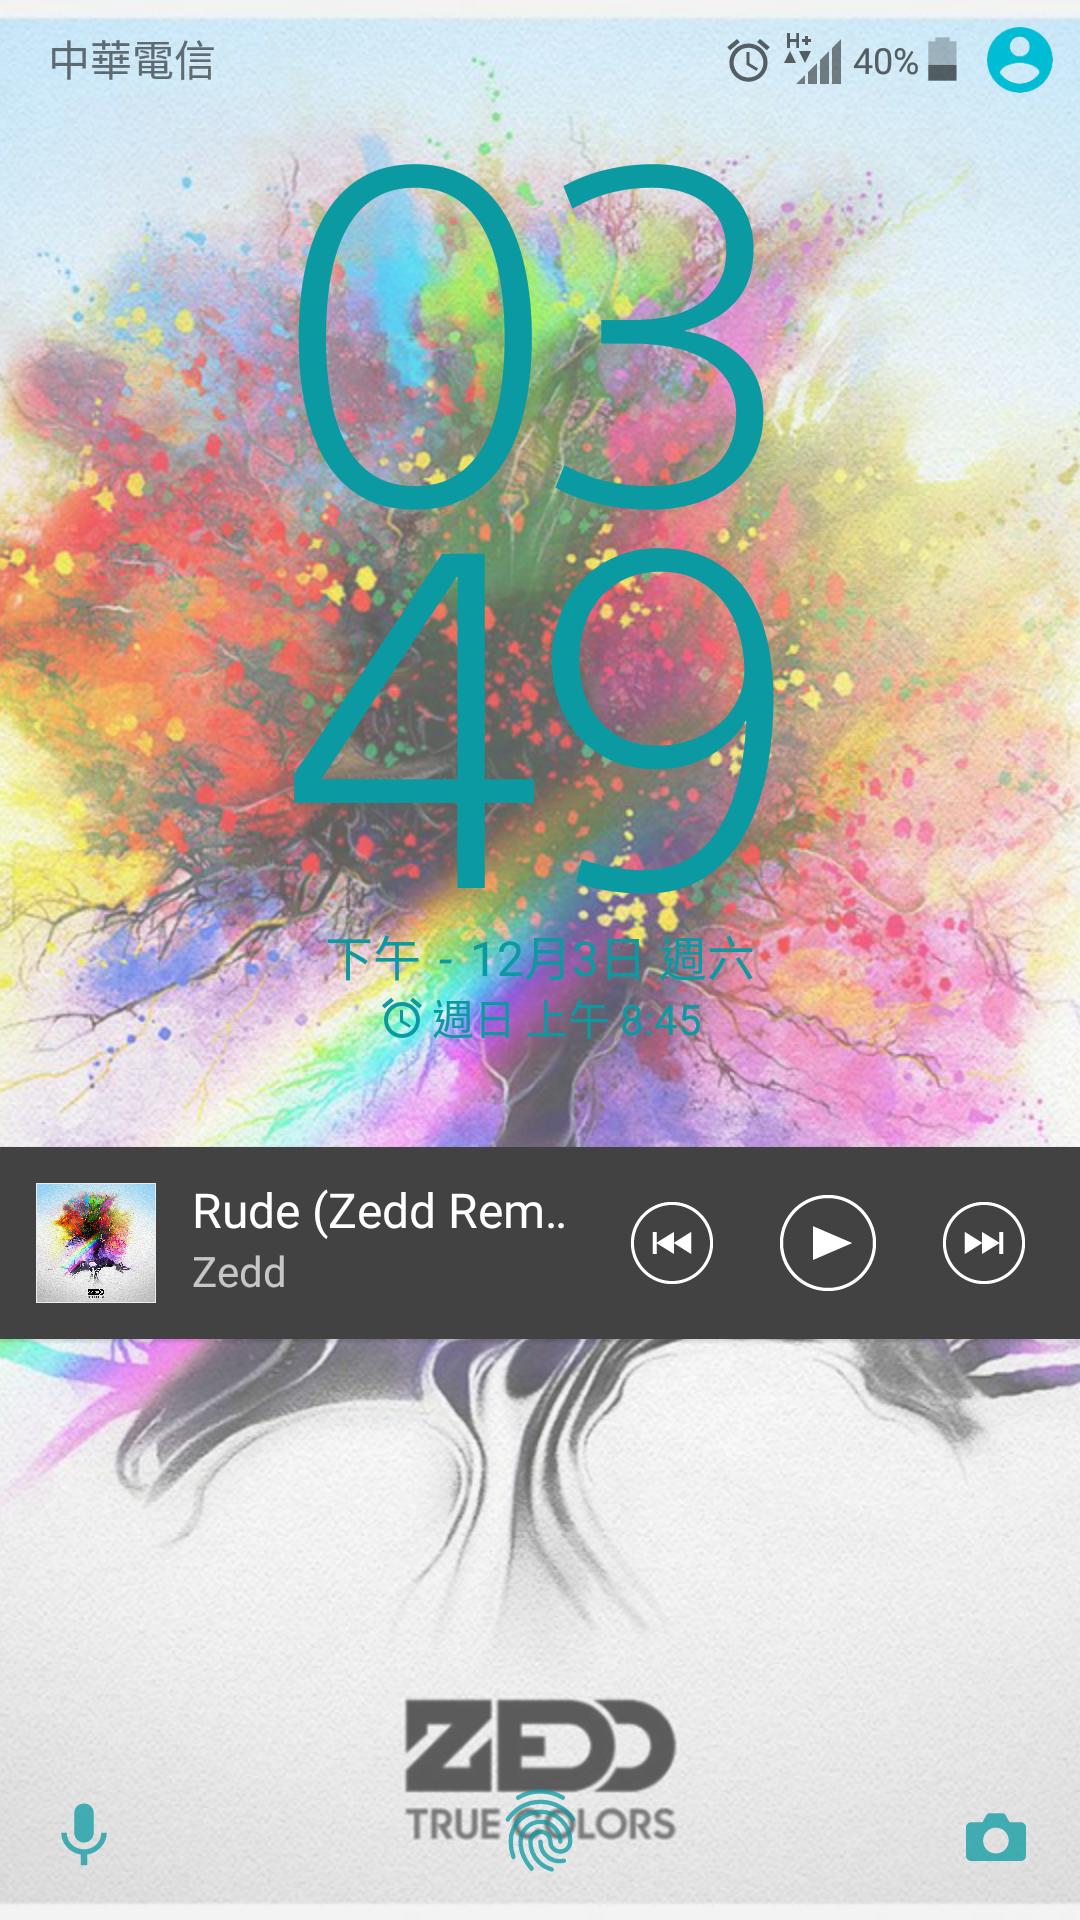 中華電信
H+
40%
03
49
下午 - 12月3日 週六
週日 上午 8:45
Rude (Zedd Rem..
Zedd
ZEDD
TRUE COLORS